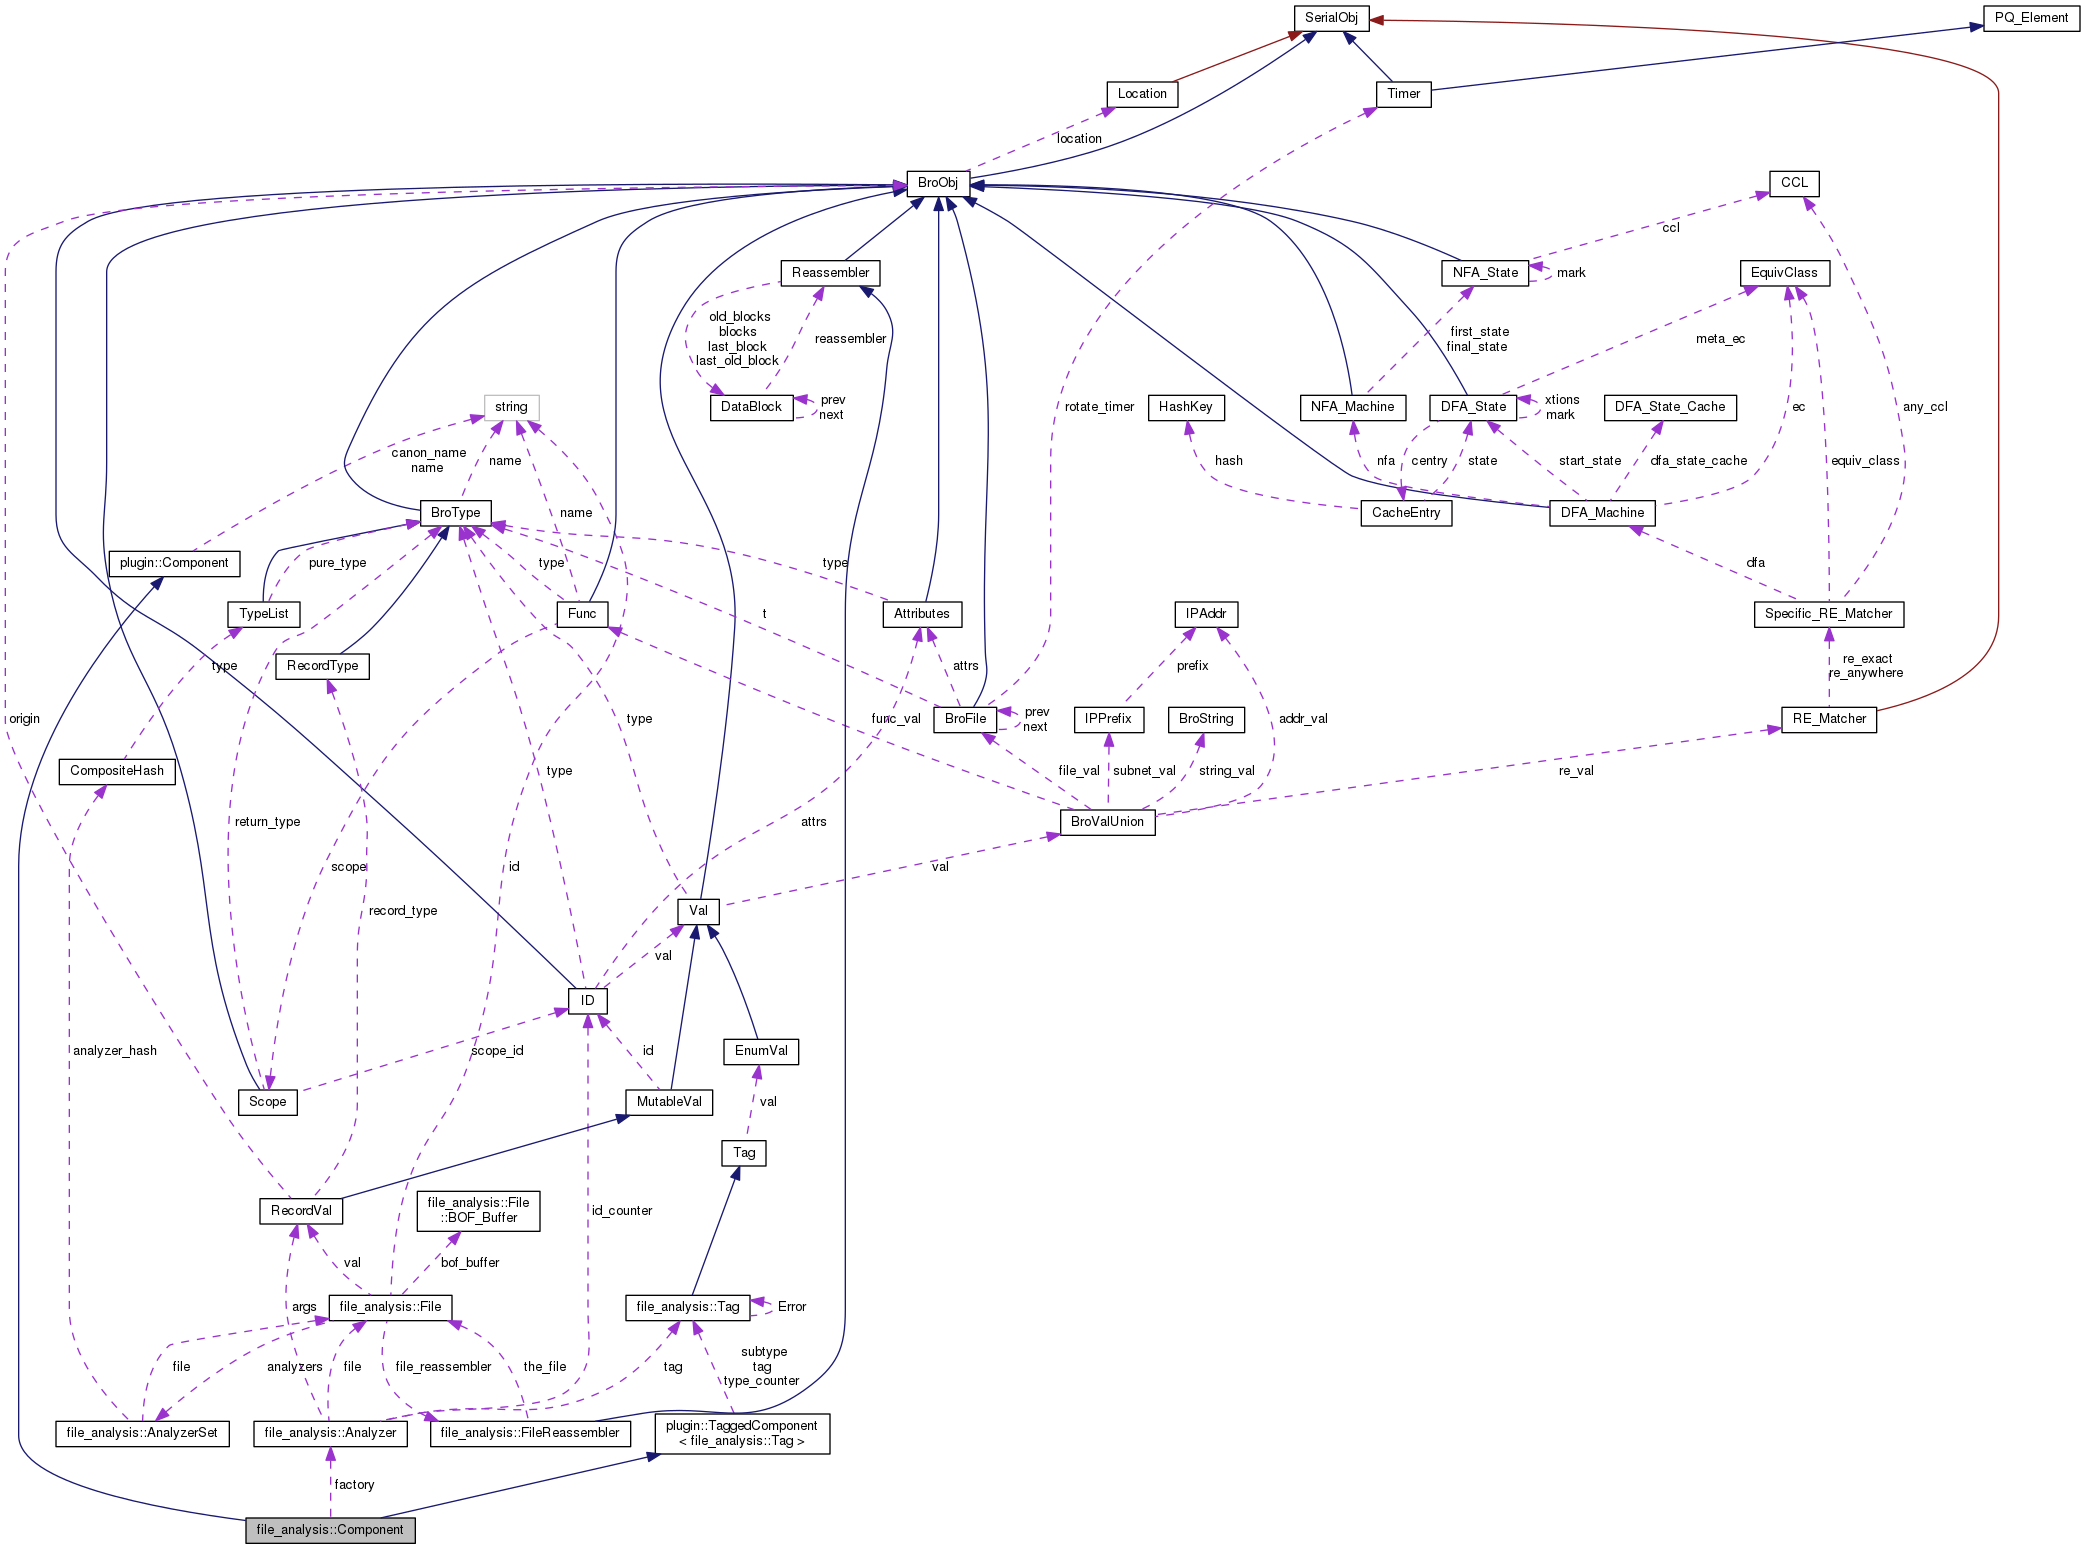 SerialObj
PQ_Element
Location
Timer
location
BroObj
CCL
ccl
Reassembler
NFA_State
mark
EquivClass
old_blocks
blocks
last_block
last_old_block
reassembler
first_state
final_state
meta_ec
string
DataBlock
prev
next
rotate_timer
HashKey
NFA_Machine
DFA_State
xtions
mark
DFA_State_Cache
ec
any_ccl
canon_name
name
name
hash
nfa
centry
state
start_state
dfa_state_cache
equiv_class
BroType
name
CacheEntry
DFA_Machine
plugin::Component
pure_type
type
type
dfa
TypeList
Func
t
Attributes
IPAddr
Specific_RE_Matcher
RecordType
type
attrs
prefix
re_exact
re_anywhere
origin
type
func_val
BroFile
prev
next
IPPrefix
BroString
addr_val
RE_Matcher
CompositeHash
type
file_val
subnet_val
string_val
re_val
return_type
attrs
BroValUnion
scope
id
val
record_type
Val
val
ID
analyzer_hash
scope_id
id
EnumVal
Scope
MutableVal
val
Tag
RecordVal
file_analysis::File
::BOF_Buffer
id_counter
val
bof_buffer
args
file_analysis::File
file_analysis::Tag
Error
file
analyzers
file
file_reassembler
the_file
tag
subtype
tag
type_counter
file_analysis::AnalyzerSet
file_analysis::Analyzer
file_analysis::FileReassembler
plugin::TaggedComponent
< file_analysis::Tag >
factory
file_analysis::Component